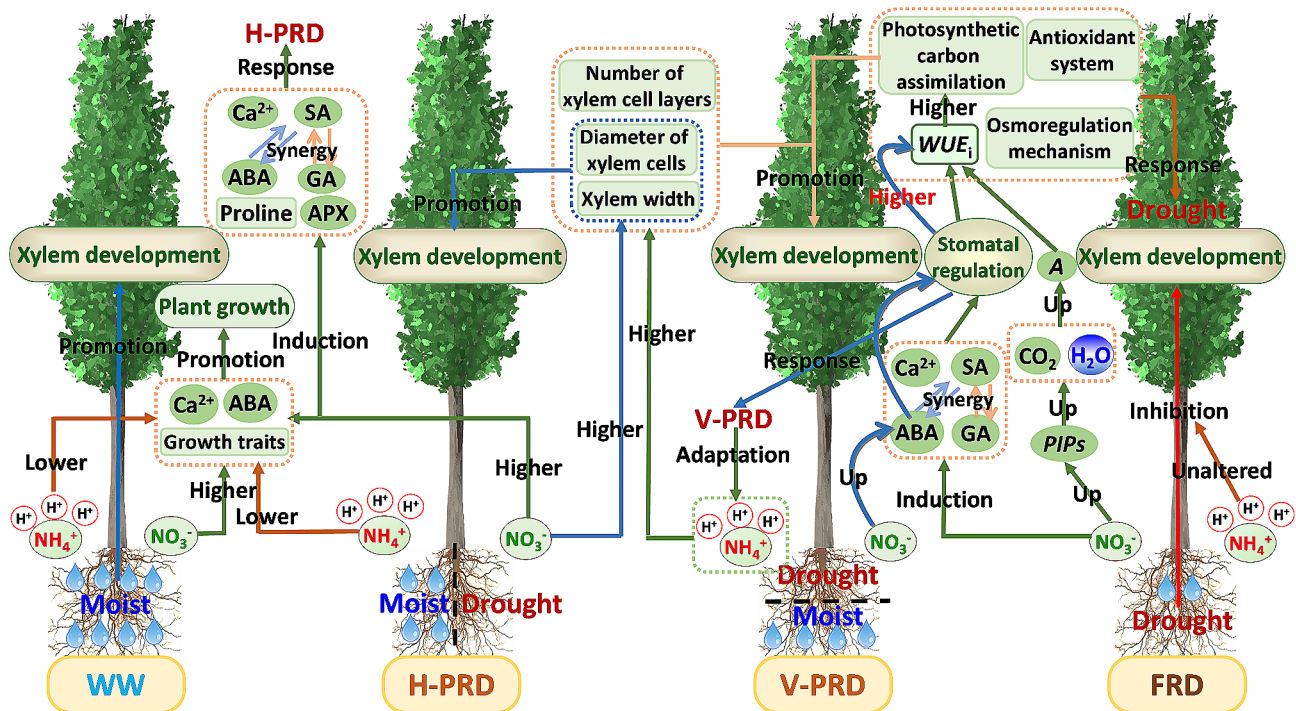 H-PRD
Response
Ca²⁺
SA
Synergy
ABA
GA
Proline
APX
Xylem development
Plant growth
Promotion
Promotion
Induction
Ca²⁺
ABA
Growth traits
Lower
Higher
Lower
H⁺
H⁺
H⁺
NH₄⁺
NO₃⁻
H⁺
H⁺
H⁺
NH₄⁺
Moist
WW
Number of
xylem cell layers
Diameter of
xylem cells
Xylem width
Promotion
Xylem development
Higher
Higher
Higher
NO₃⁻
Moist
Drought
H-PRD
Photosynthetic
carbon
assimilation
Antioxidant
system
Higher
WUEᵢ
Osmoregulation
mechanism
Promotion
Higher
Response
Drought
Xylem development
Stomatal
regulation
A
Up
Xylem development
Response
V-PRD
Adaptation
H⁺
H⁺
H⁺
NH₄⁺
Ca²⁺
SA
Synergy
ABA
GA
CO₂
H₂O
Up
PIPs
Up
Up
Induction
NO₃⁻
NO₃⁻
Drought
Moist
V-PRD
Inhibition
Unaltered
H⁺
H⁺
H⁺
NH₄⁺
Drought
FRD